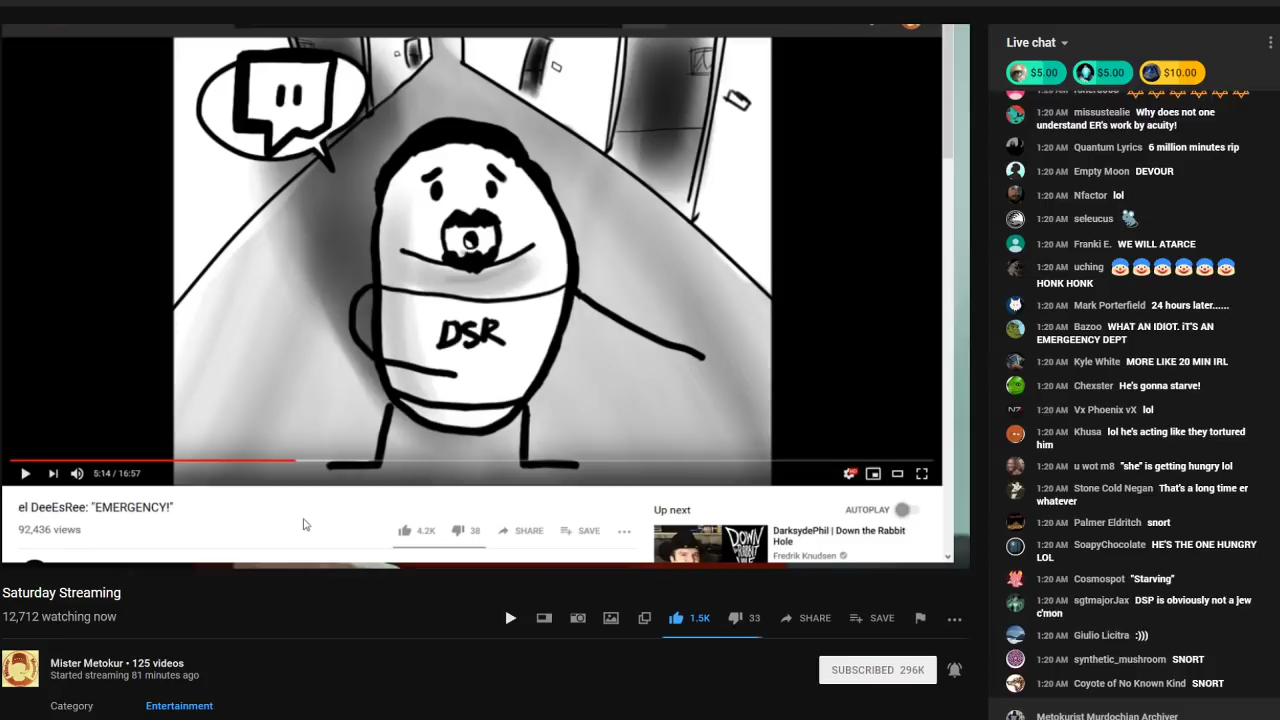 DSR
5:14 / 16:57
el DeeEsRee: "EMERGENCY!"
92,436 views
4.2K
38
SHARE
SAVE
Up next
AUTOPLAY
DOWN
DarksydePhil | Down the Rabbit
Hole
Fredrik Knudsen
Saturday Streaming
12,712 watching now
1.5K
33
SHARE
SAVE
Mister Metokur • 125 videos
Started streaming 81 minutes ago
SUBSCRIBED 296K
Category
Entertainment
Live chat
$5.00
$5.00
$10.00
1:20 AM missustealie Why does not one
understand ER's work by acuity!
1:20 AM Quantum Lyrics 6 million minutes rip
1:20 AM Empty Moon DEVOUR
1:20 AM Nfactor lol
1:20 AM seleucus
1:20 AM Franki E. WE WILL ATARCE
1:20 AM uching
HONK HONK
1:20 AM Mark Porterfield 24 hours later......
1:20 AM Bazoo WHAT AN IDIOT. iT'S AN
EMERGEENCY DEPT
1:20 AM Kyle White MORE LIKE 20 MIN IRL
1:20 AM Chexster He's gonna starve!
1:20 AM Vx Phoenix vX lol
1:20 AM Khusa lol he's acting like they tortured
him
1:20 AM u wot m8 "she" is getting hungry lol
1:20 AM Stone Cold Negan That's a long time er
whatever
1:20 AM Palmer Eldritch snort
1:20 AM SoapyChocolate HE'S THE ONE HUNGRY
LOL
1:20 AM Cosmospot "Starving"
1:20 AM sgtmajorJax DSP is obviously not a jew
c'mon
1:20 AM Giulio Licitra :)))
1:20 AM synthetic_mushroom SNORT
1:20 AM Coyote of No Known Kind SNORT
Metokurist Murdochian Archiver